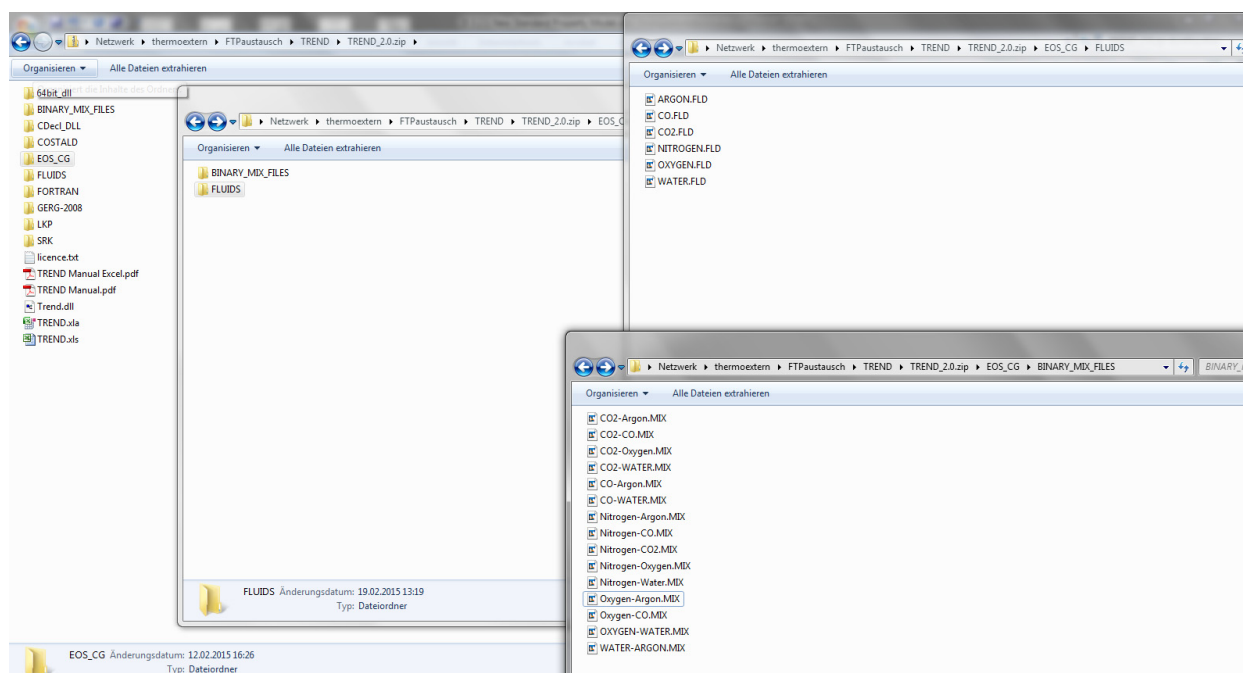 Netzwerk ▸ thermoextern ▸ FTPaustausch ▸ TREND ▸ TREND_2.0.zip ▸
Organisieren ▾ Alle Dateien extrahieren
64bit_dll
BINARY_MIX_FILES
CDecl_DLL
COSTALD
EOS_CG
FLUIDS
FORTRAN
GERG-2008
LKP
SRK
licence.txt
TREND Manual Excel.pdf
TREND Manual.pdf
Trend.dll
TREND.xla
TREND.xls
EOS_CG Änderungsdatum: 12.02.2015 16:26
Typ: Dateiordner
Netzwerk ▸ thermoextern ▸ FTPaustausch ▸ TREND ▸ TREND_2.0.zip ▸ EOS_C
Organisieren ▾ Alle Dateien extrahieren
BINARY_MIX_FILES
FLUIDS
FLUIDS Änderungsdatum: 19.02.2015 13:19
Typ: Dateiordner
Netzwerk ▸ thermoextern ▸ FTPaustausch ▸ TREND ▸ TREND_2.0.zip ▸ EOS_CG ▸ FLUIDS
Organisieren ▾ Alle Dateien extrahieren
ARGON.FLD
CO.FLD
CO2.FLD
NITROGEN.FLD
OXYGEN.FLD
WATER.FLD
Netzwerk ▸ thermoextern ▸ FTPaustausch ▸ TREND ▸ TREND_2.0.zip ▸ EOS_CG ▸ BINARY_MIX_FILES
BINARY_
Organisieren ▾ Alle Dateien extrahieren
CO2-Argon.MIX
CO2-CO.MIX
CO2-Oxygen.MIX
CO2-WATER.MIX
CO-Argon.MIX
CO-WATER.MIX
Nitrogen-Argon.MIX
Nitrogen-CO.MIX
Nitrogen-CO2.MIX
Nitrogen-Oxygen.MIX
Nitrogen-Water.MIX
Oxygen-Argon.MIX
Oxygen-CO.MIX
OXYGEN-WATER.MIX
WATER-ARGON.MIX